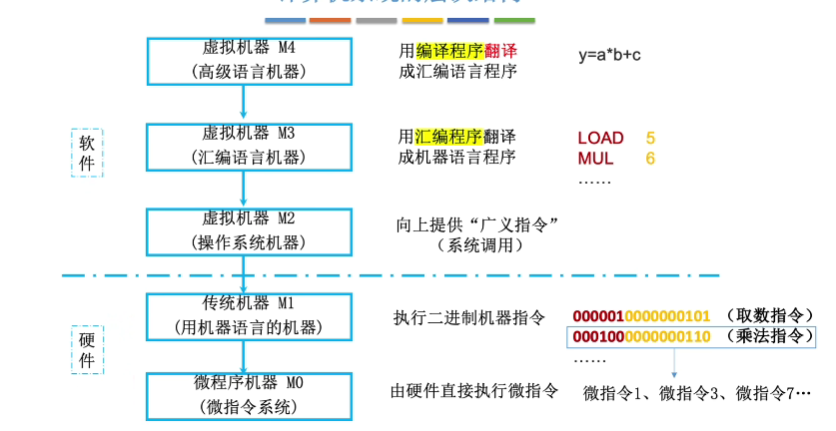 虚拟机器 M4
(高级语言机器)
用编译程序翻译
成汇编语言程序
y=a*b+c
软件
虚拟机器 M3
(汇编语言机器)
用汇编程序翻译
成机器语言程序
LOAD 5
MUL 6
……
虚拟机器 M2
(操作系统机器)
向上提供“广义指令”
(系统调用)
硬件
传统机器 M1
(用机器语言的机器)
执行二进制机器指令
0000010000000101 (取数指令)
0001000000000110 (乘法指令)
……
微程序机器 M0
(微指令系统)
由硬件直接执行微指令
微指令1、微指令3、微指令7…